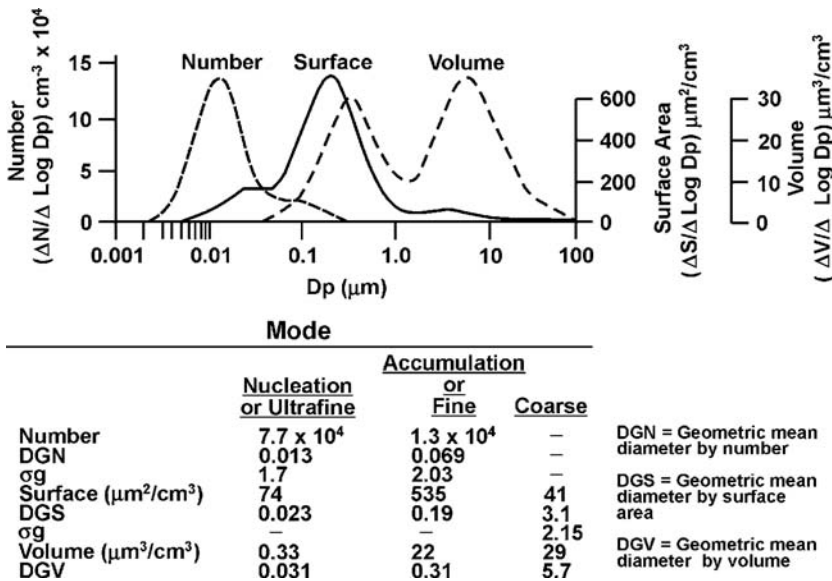 Number Surface Volume
Number
(ΔN/Δ Log Dp) cm⁻³ x 10⁴
15
10
5
0
0.001 0.01 0.1 1.0 10 100
Dp (μm)
600
400
200
0
Surface Area
(ΔS/Δ Log Dp) μm²/cm³
30
20
10
0
Volume
(ΔV/Δ Log Dp) μm³/cm³
Mode
Nucleation or Ultrafine
Accumulation or Fine
Coarse
Number 7.7 x 10⁴ 1.3 x 10⁴ –
DGN 0.013 0.069 –
σg 1.7 2.03 –
Surface (μm²/cm³) 74 535 41
DGS 0.023 0.19 3.1
σg – – 2.15
Volume (μm³/cm³) 0.33 22 29
DGV 0.031 0.31 5.7
DGN = Geometric mean
diameter by number
DGS = Geometric mean
diameter by surface
area
DGV = Geometric mean
diameter by volume